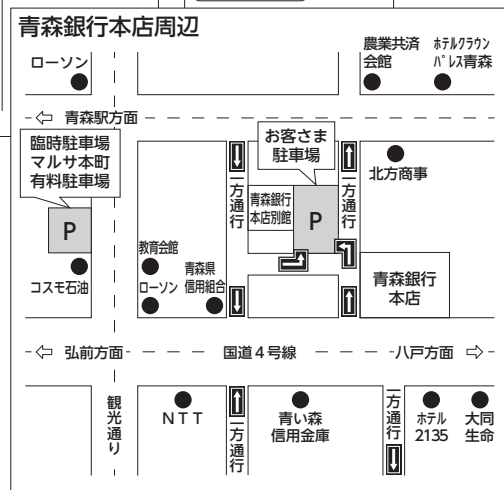 青森銀行本店周辺
ローソン
農業共済
会館
ホテルクラウン
パレス青森
青森駅方面
臨時駐車場
マルサ本町
有料駐車場
P
コスモ石油
お客さま
駐車場
一方通行
青森銀行
本店別館
P
一方通行
北方商事
教育会館
ローソン
青森県
信用組合
青森銀行
本店
弘前方面
国道4号線
八戸方面
観光通り
NTT
一方通行
青い森
信用金庫
一方通行
ホテル
2135
大同
生命